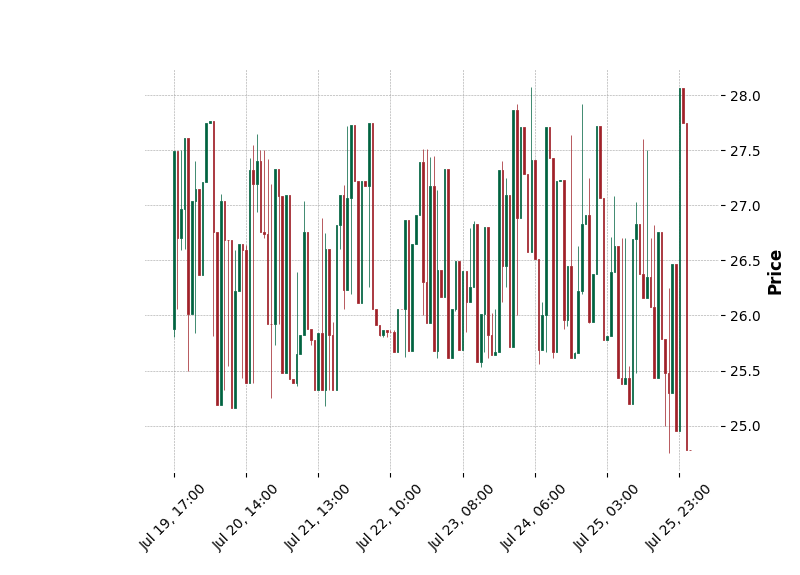 28.0
27.5
27.0
26.5
26.0
25.5
25.0
Price
Jul 19, 17:00
Jul 20, 14:00
Jul 21, 13:00
Jul 22, 10:00
Jul 23, 08:00
Jul 24, 06:00
Jul 25, 03:00
Jul 25, 23:00